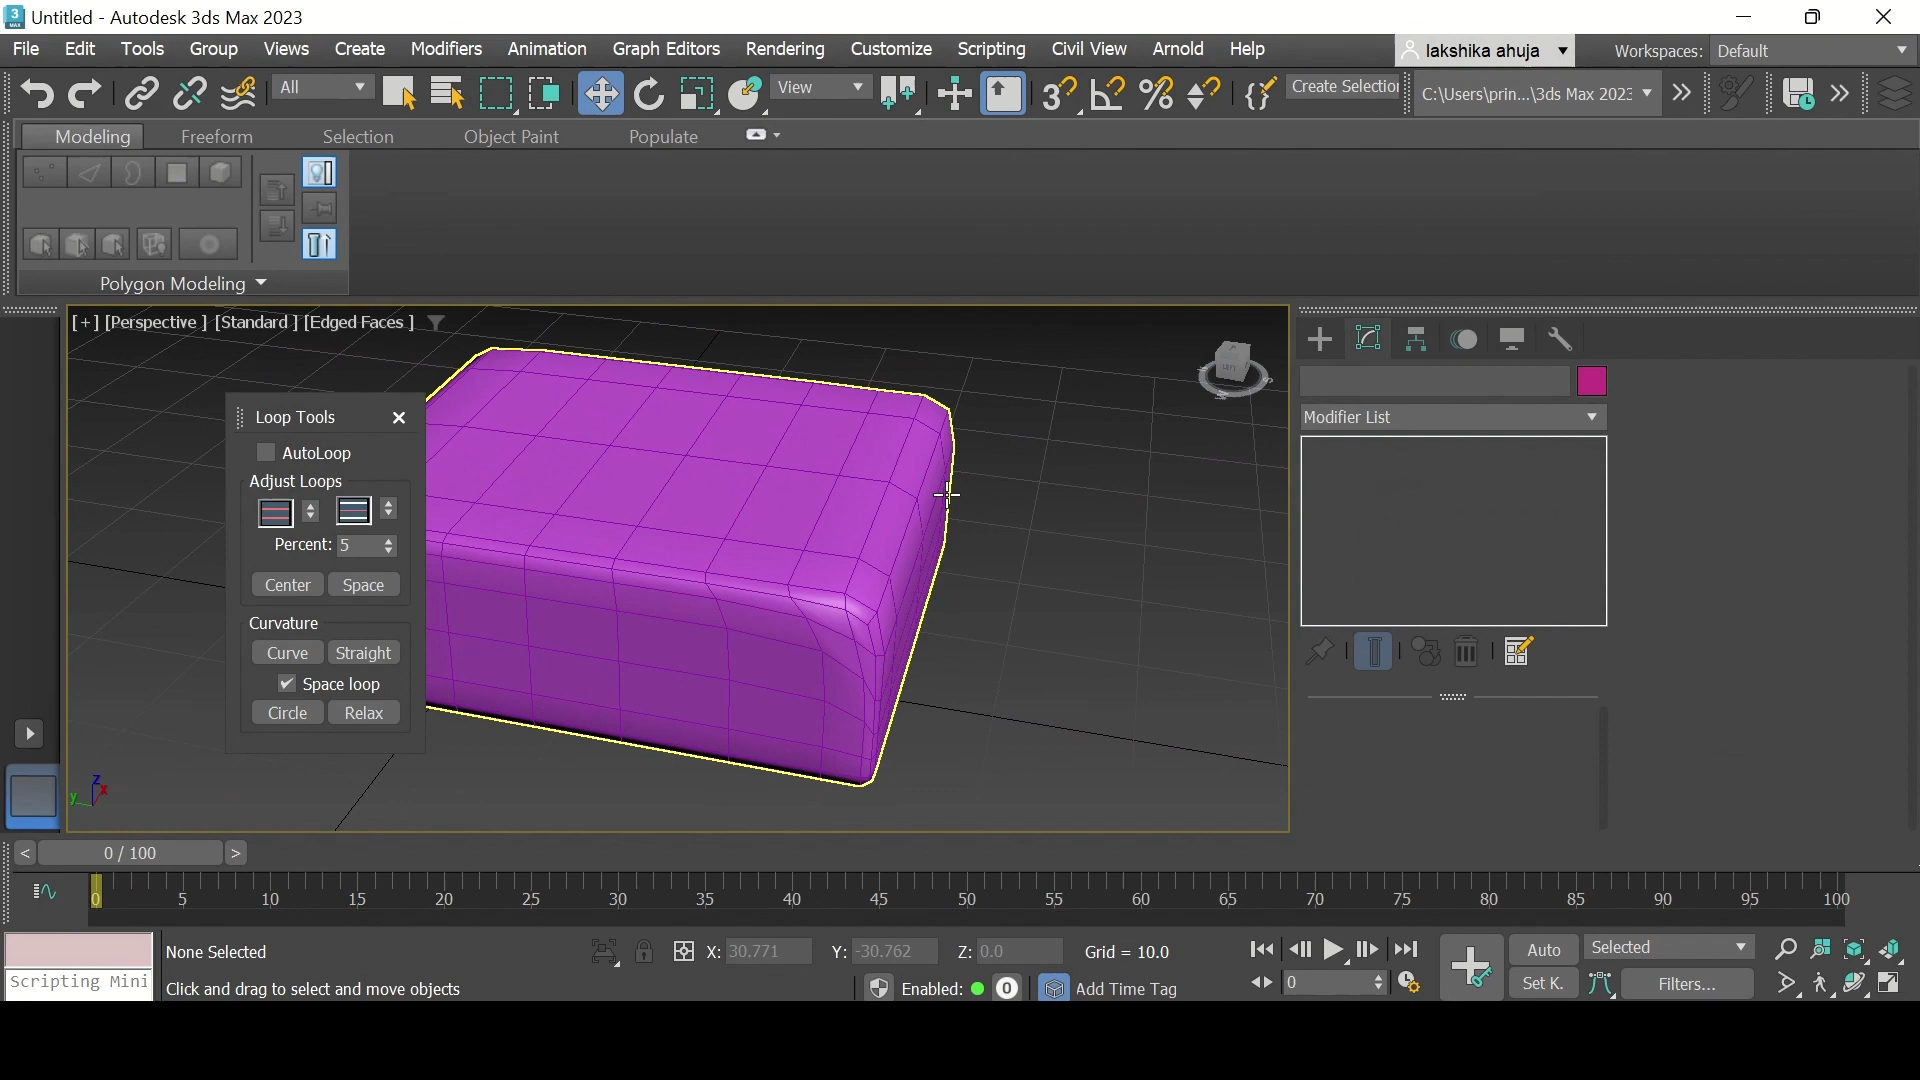 Untitled - Autodesk 3ds Max 2023
File Edit Tools Group Views Create Modifiers Animation Graph Editors Rendering Customize Scripting Civil View Arnold Help
lakshika ahuja
Workspaces: Default
All
View
Create Selection
C:\Users\prin...\3ds Max 2023
Modeling Freeform Selection Object Paint Populate
Polygon Modeling
[+] [Perspective ] [Standard ] [Edged Faces ]
LEFT
Loop Tools
AutoLoop
Adjust Loops
Percent: 5
Center Space
Curvature
Curve Straight
Space loop
Circle Relax
Modifier List
z
y x
< 0 / 100 >
0 5 10 15 20 25 30 35 40 45 50 55 60 65 70 75 80 85 90 95 100
None Selected
X: 30.771 Y: -30.762 Z: 0.0 Grid = 10.0
Auto Selected
Scripting Mini
Click and drag to select and move objects
Enabled: 0 Add Time Tag
0
Set K. Filters...